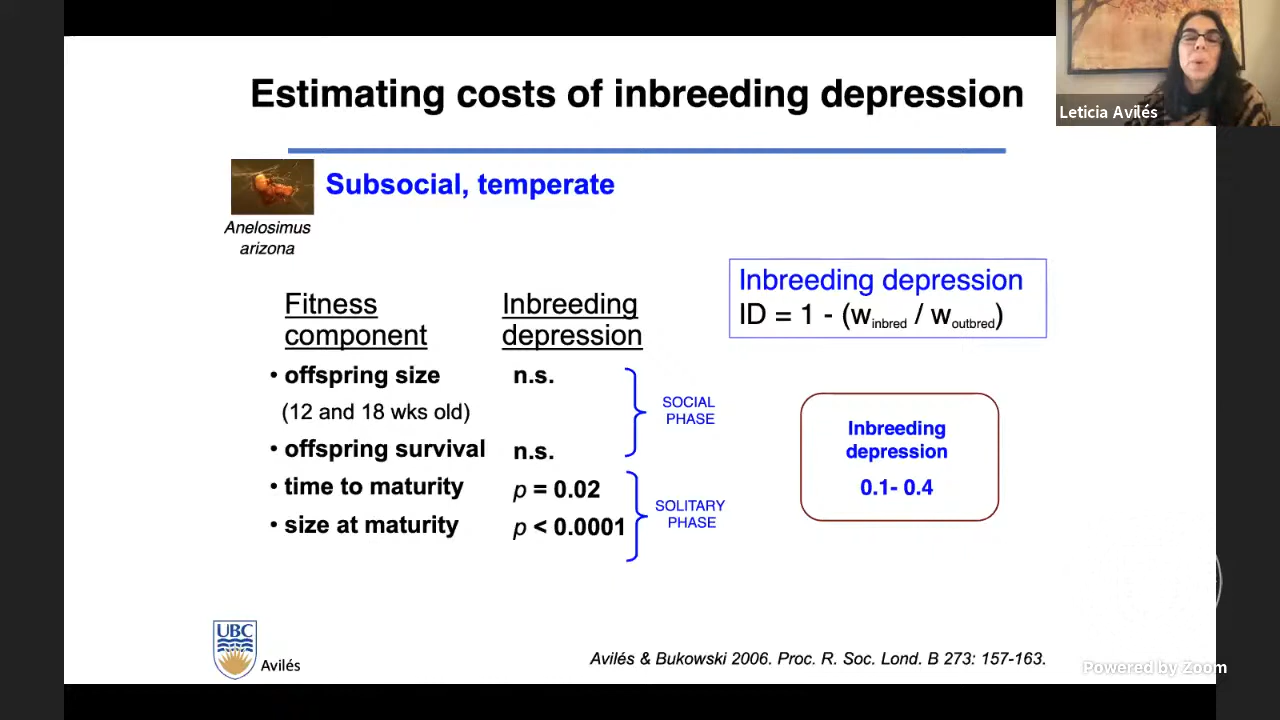 Estimating costs of inbreeding depression
Leticia Avilés
Subsocial, temperate
Anelosimus
arizona
Inbreeding depression
ID = 1 - (w inbred / w outbred)
Fitness
component
Inbreeding
depression
• offspring size n.s.
(12 and 18 wks old)
• offspring survival n.s.
SOCIAL
PHASE
• time to maturity p = 0.02
• size at maturity p < 0.0001
SOLITARY
PHASE
Inbreeding
depression
0.1- 0.4
UBC
Avilés
Avilés & Bukowski 2006. Proc. R. Soc. Lond. B 273: 157-163.
Powered by Zoom